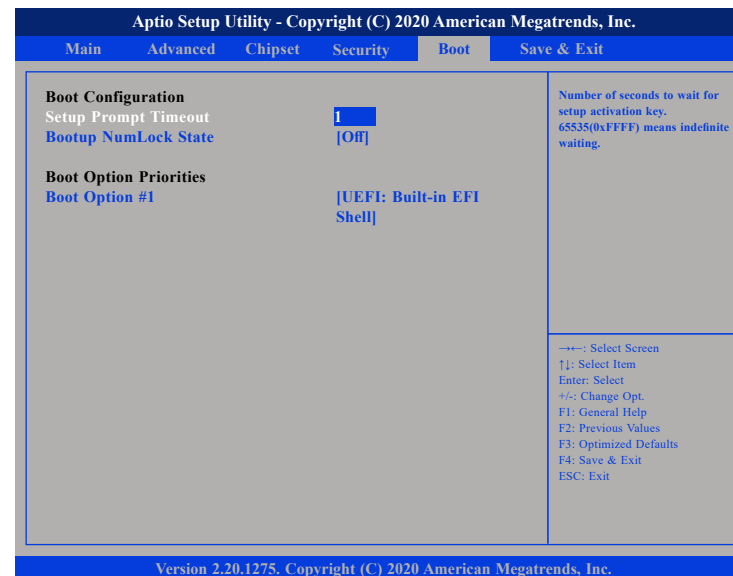 Aptio Setup Utility - Copyright (C) 2020 American Megatrends, Inc.
Main Advanced Chipset Security Boot Save & Exit
Boot Configuration
Setup Prompt Timeout 1
Bootup NumLock State [Off]
Boot Option Priorities
Boot Option #1 [UEFI: Built-in EFI
Shell]
Number of seconds to wait for
setup activation key.
65535(0xFFFF) means indefinite
waiting.
→←: Select Screen
↑↓: Select Item
Enter: Select
+/-: Change Opt.
F1: General Help
F2: Previous Values
F3: Optimized Defaults
F4: Save & Exit
ESC: Exit
Version 2.20.1275. Copyright (C) 2020 American Megatrends, Inc.